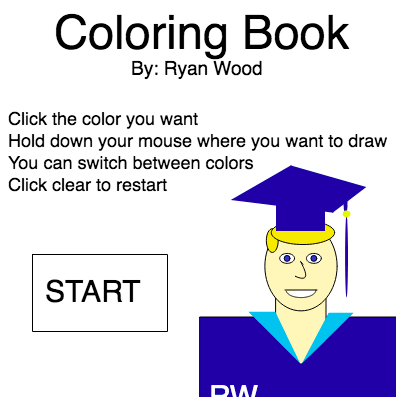 Coloring Book
By: Ryan Wood
Click the color you want
Hold down your mouse where you want to draw
You can switch between colors
Click clear to restart
START
RW